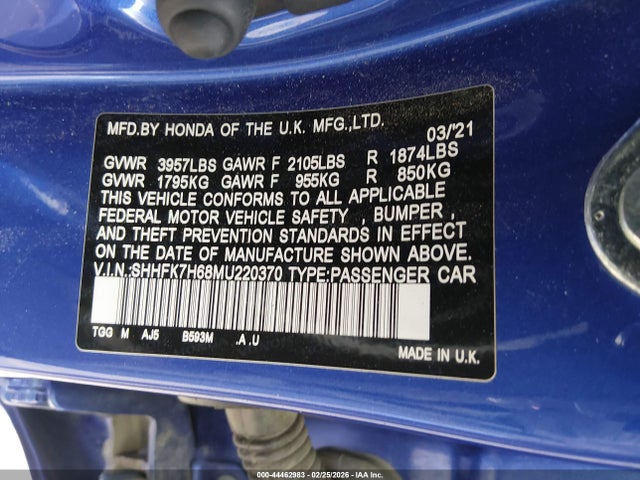 MFD.BY HONDA OF THE U.K. MFG.,LTD.
03/'21
GVWR 3957LBS GAWR F 2105LBS R 1874LBS
GVWR 1795KG GAWR F 955KG R 850KG
THIS VEHICLE CONFORMS TO ALL APPLICABLE
FEDERAL MOTOR VEHICLE SAFETY , BUMPER ,
AND THEFT PREVENTION STANDARDS IN EFFECT
ON THE DATE OF MANUFACTURE SHOWN ABOVE.
V.I.N.:SHHFK7H68MU220370 TYPE:PASSENGER CAR
TGG M AJ5 B593M .A .U
MADE IN U.K.
000-44462983 - 02/25/2026 - IAAI.COM